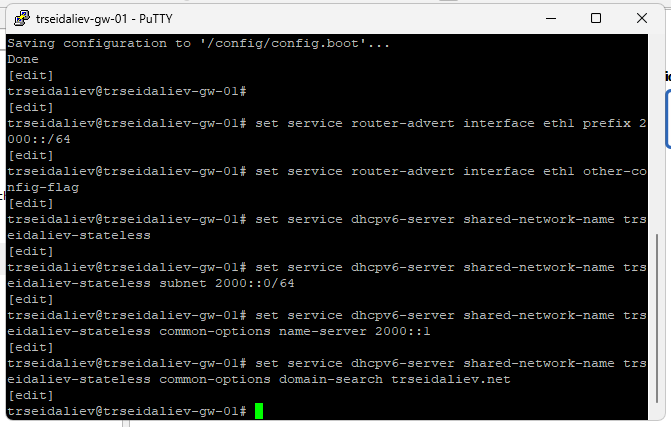 trseidaliev-gw-01 - PuTTY
Saving configuration to '/config/config.boot'...
Done
[edit]
trseidaliev@trseidaliev-gw-01#
[edit]
trseidaliev@trseidaliev-gw-01# set service router-advert interface eth1 prefix 2
000::/64
[edit]
trseidaliev@trseidaliev-gw-01# set service router-advert interface eth1 other-co
nfig-flag
[edit]
trseidaliev@trseidaliev-gw-01# set service dhcpv6-server shared-network-name trs
eidaliev-stateless
[edit]
trseidaliev@trseidaliev-gw-01# set service dhcpv6-server shared-network-name trs
eidaliev-stateless subnet 2000::0/64
[edit]
trseidaliev@trseidaliev-gw-01# set service dhcpv6-server shared-network-name trs
eidaliev-stateless common-options name-server 2000::1
[edit]
trseidaliev@trseidaliev-gw-01# set service dhcpv6-server shared-network-name trs
eidaliev-stateless common-options domain-search trseidaliev.net
[edit]
trseidaliev@trseidaliev-gw-01#